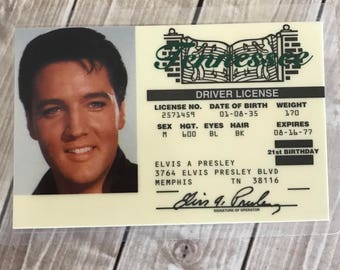 Tennessee
DRIVER LICENSE
LICENSE NO. DATE OF BIRTH WEIGHT
2571459 01-08-35 170
SEX HGT. EYES HAIR EXPIRES
M 600 BL BK 08-16-77
21st BIRTHDAY
ELVIS A PRESLEY
3764 ELVIS PRESLEY BLVD
MEMPHIS TN 38116
Elvis A. Presley
SIGNATURE OF OPERATOR